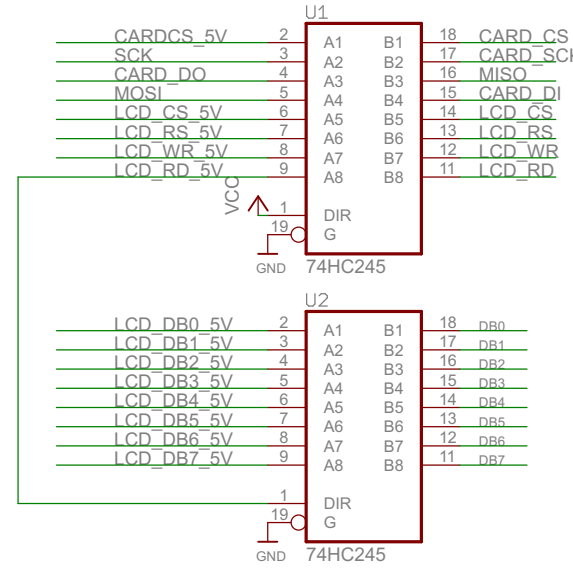 U1
CARDCS_5V 2 A1 B1 18 CARD_CS
SCK 3 A2 B2 17 CARD_SCK
CARD_DO 4 A3 B3 16 MISO
MOSI 5 A4 B4 15 CARD_DI
LCD_CS_5V 6 A5 B5 14 LCD_CS
LCD_RS_5V 7 A6 B6 13 LCD_RS
LCD_WR_5V 8 A7 B7 12 LCD_WR
LCD_RD_5V 9 A8 B8 11 LCD_RD
VCC 1 DIR
19 G
GND 74HC245
U2
LCD_DB0_5V 2 A1 B1 18 DB0
LCD_DB1_5V 3 A2 B2 17 DB1
LCD_DB2_5V 4 A3 B3 16 DB2
LCD_DB3_5V 5 A4 B4 15 DB3
LCD_DB4_5V 6 A5 B5 14 DB4
LCD_DB5_5V 7 A6 B6 13 DB5
LCD_DB6_5V 8 A7 B7 12 DB6
LCD_DB7_5V 9 A8 B8 11 DB7
1 DIR
19 G
GND 74HC245